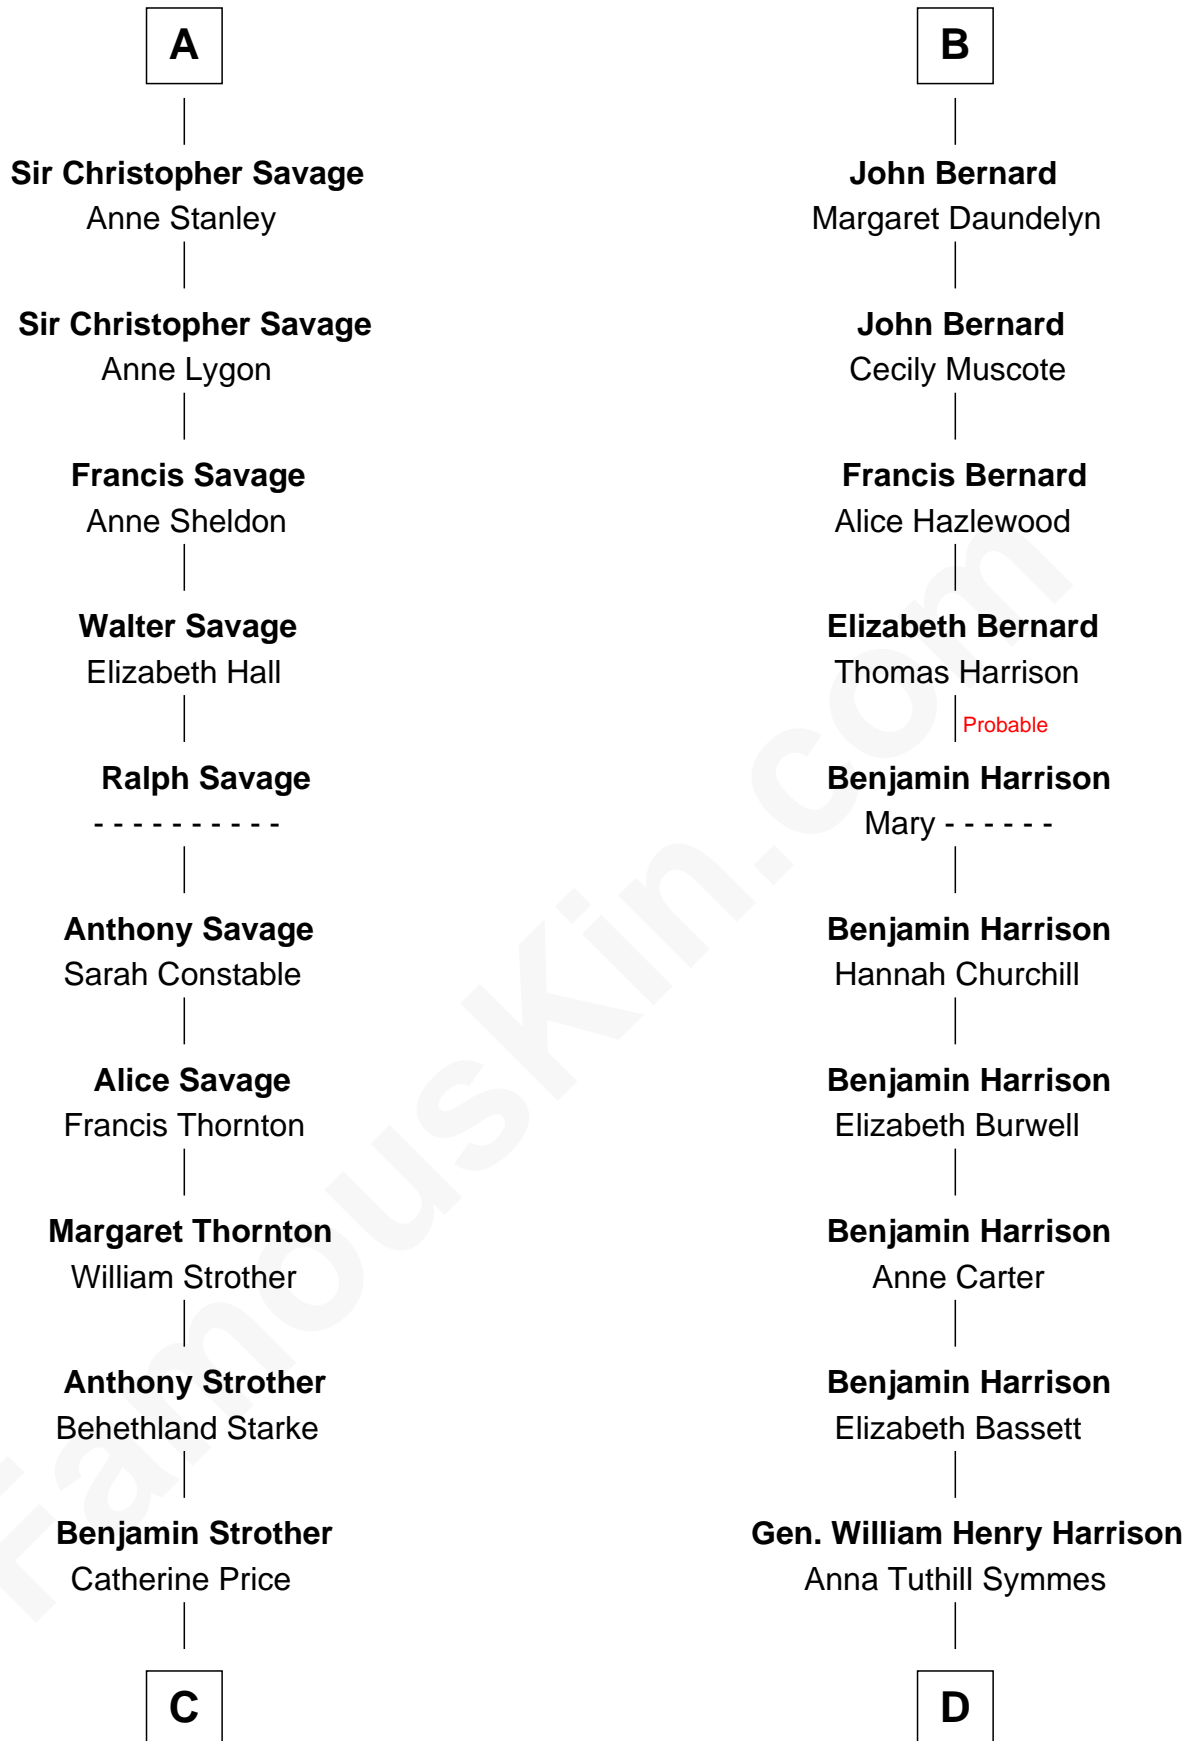 A
Sir Christopher Savage
Anne Stanley
Sir Christopher Savage
Anne Lygon
Francis Savage
Anne Sheldon
Walter Savage
Elizabeth Hall
Ralph Savage
- - - - - - - - - -
Anthony Savage
Sarah Constable
Alice Savage
Francis Thornton
Margaret Thornton
William Strother
Anthony Strother
Behethland Starke
Benjamin Strother
Catherine Price
C
B
John Bernard
Margaret Daundelyn
John Bernard
Cecily Muscote
Francis Bernard
Alice Hazlewood
Elizabeth Bernard
Thomas Harrison
Probable
Benjamin Harrison
Mary - - - - - -
Benjamin Harrison
Hannah Churchill
Benjamin Harrison
Elizabeth Burwell
Benjamin Harrison
Anne Carter
Benjamin Harrison
Elizabeth Bassett
Gen. William Henry Harrison
Anna Tuthill Symmes
D
FamousKin.com